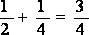 1/2 + 1/4 = 3/4